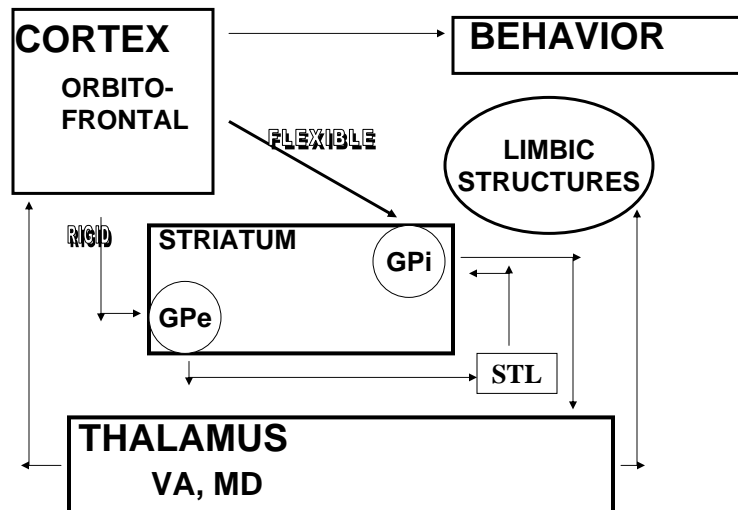 CORTEX
BEHAVIOR
ORBITO-
FRONTAL
FLEXIBLE
LIMBIC
STRUCTURES
RIGID
STRIATUM
GPi
GPe
STL
THALAMUS
VA, MD